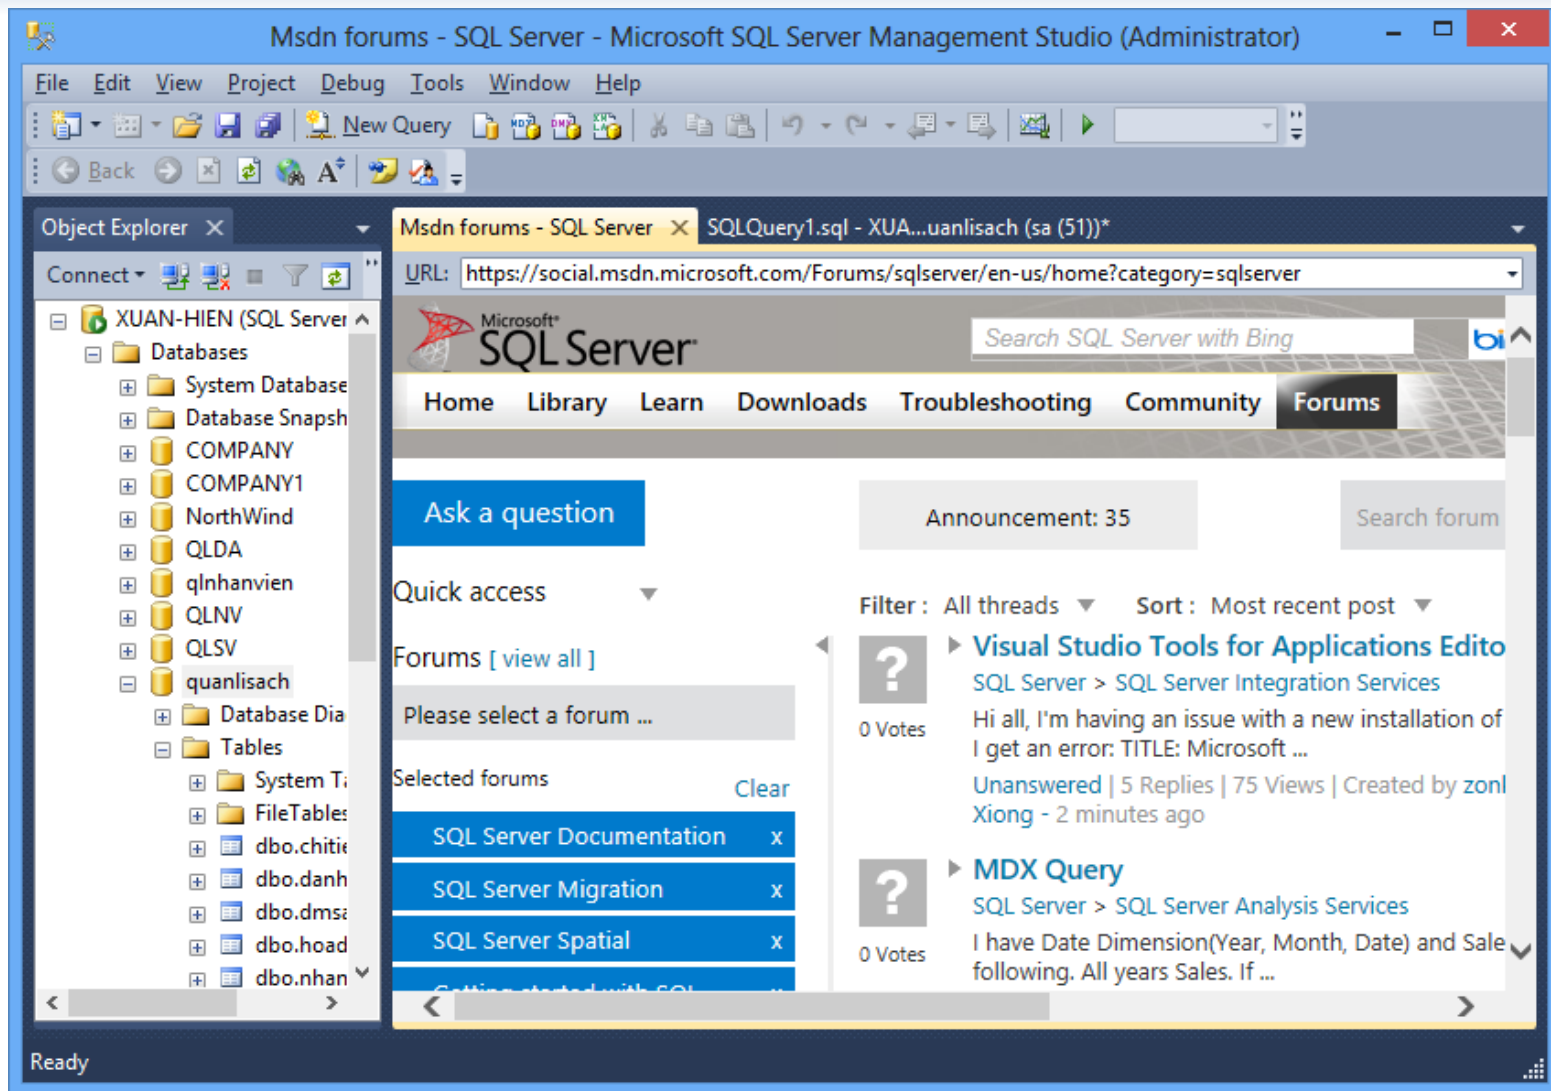 Msdn forums - SQL Server - Microsoft SQL Server Management Studio (Administrator)
File Edit View Project Debug Tools Window Help
New Query
Back
Object Explorer
Msdn forums - SQL Server
SQLQuery1.sql - XUA...uanlisach (sa (51))*
Connect
URL: https://social.msdn.microsoft.com/Forums/sqlserver/en-us/home?category=sqlserver
XUAN-HIEN (SQL Server
Databases
System Database
Database Snapsh
COMPANY
COMPANY1
NorthWind
QLDA
qlnhanvien
QLNV
QLSV
quanlisach
Database Dia
Tables
System Ta
FileTables
dbo.chitie
dbo.danh
dbo.dmsa
dbo.hoad
dbo.nhan
Microsoft
SQL Server
Search SQL Server with Bing
bi
Home Library Learn Downloads Troubleshooting Community Forums
Ask a question
Announcement: 35
Search forum
Quick access
Forums [ view all ]
Please select a forum ...
Selected forums
Clear
SQL Server Documentation x
SQL Server Migration x
SQL Server Spatial x
Getting started with SQL
Filter : All threads Sort : Most recent post
Visual Studio Tools for Applications Edito
SQL Server > SQL Server Integration Services
0 Votes
Hi all, I'm having an issue with a new installation of
I get an error: TITLE: Microsoft ...
Unanswered | 5 Replies | 75 Views | Created by zonl
Xiong - 2 minutes ago
MDX Query
SQL Server > SQL Server Analysis Services
0 Votes
I have Date Dimension(Year, Month, Date) and Sale
following. All years Sales. If ...
Ready